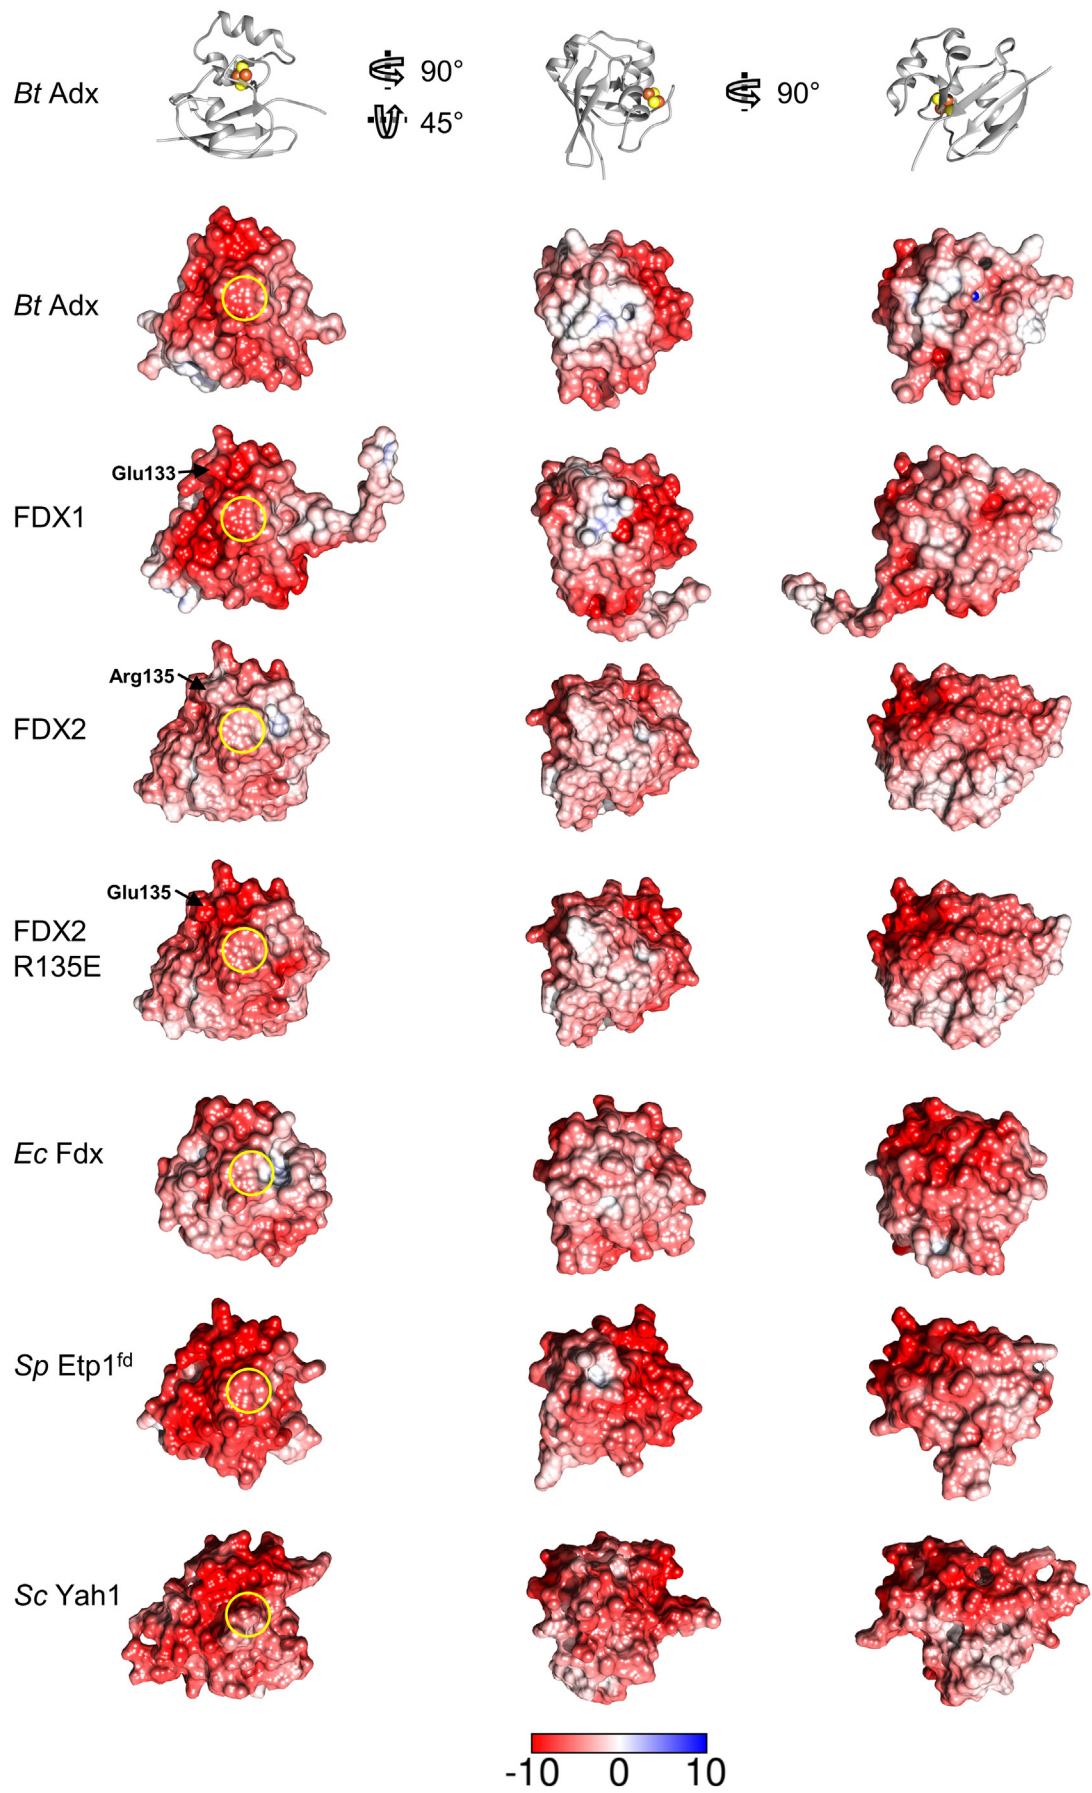 Bt Adx
90°
45°
90°
Bt Adx
Glu133
FDX1
Arg135
FDX2
Glu135
FDX2
R135E
Ec Fdx
Sp Etp1fd
Sc Yah1
-10 0 10